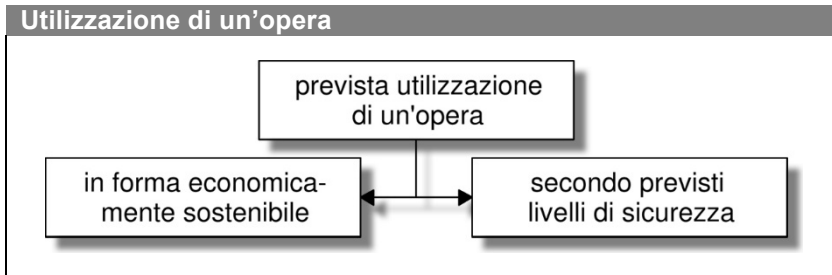 Utilizzazione di un’opera
prevista utilizzazione
di un'opera
in forma economica-
mente sostenibile
secondo previsti
livelli di sicurezza